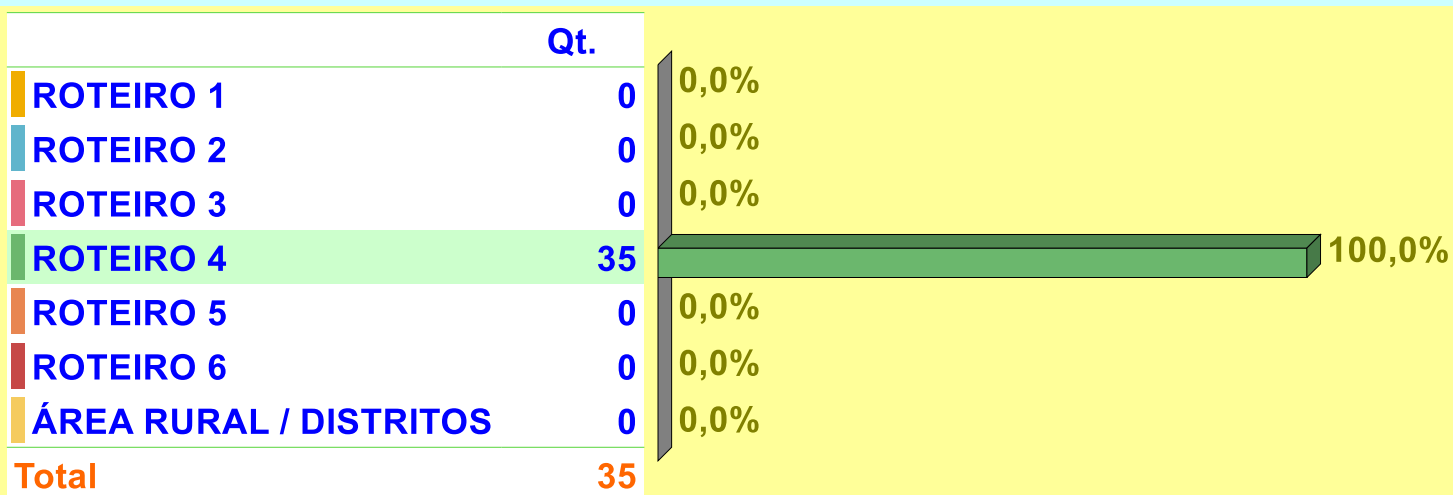 Qt.
ROTEIRO 1 0 0,0%
ROTEIRO 2 0 0,0%
ROTEIRO 3 0 0,0%
ROTEIRO 4 35 100,0%
ROTEIRO 5 0 0,0%
ROTEIRO 6 0 0,0%
ÁREA RURAL / DISTRITOS 0 0,0%
Total 35